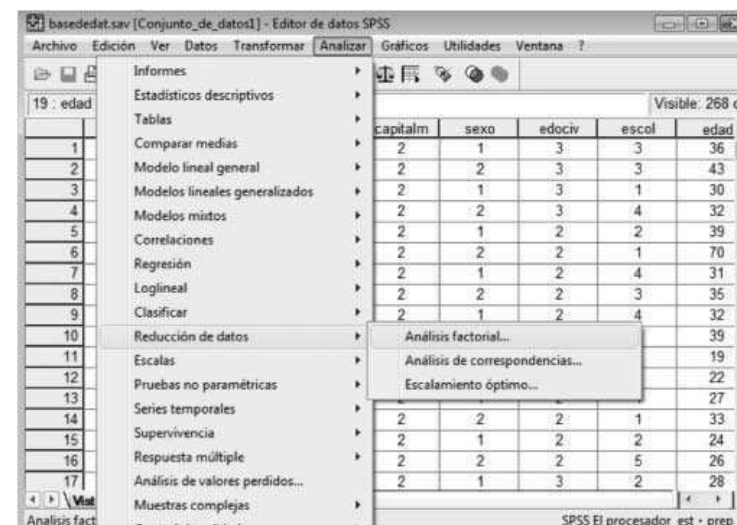 basededat.sav [Conjunto_de_datos1] - Editor de datos SPSS
Archivo Edición Ver Datos Transformar Analizar Gráficos Utilidades Ventana ?
19 : edad
Visible: 268
Informes
Estadísticos descriptivos
Tablas
Comparar medias
Modelo lineal general
Modelos lineales generalizados
Modelos mixtos
Correlaciones
Regresión
Loglineal
Clasificar
Reducción de datos
Escalas
Pruebas no paramétricas
Series temporales
Supervivencia
Respuesta múltiple
Análisis de valores perdidos...
Muestras complejas
Análisis factorial...
Análisis de correspondencias...
Escalamiento óptimo...
capitalm sexo edociv escol edad
1 2 1 3 3 36
2 2 2 3 3 43
3 2 1 3 1 30
4 2 2 3 4 32
5 2 1 2 2 39
6 2 2 2 1 70
7 2 1 2 4 31
8 2 2 2 3 35
9 2 1 2 4 32
10 39
11 19
12 22
13 27
14 2 2 2 1 33
15 2 1 2 2 24
16 2 2 2 5 26
17 2 1 3 2 28
Analisis fact
SPSS El procesador est prep